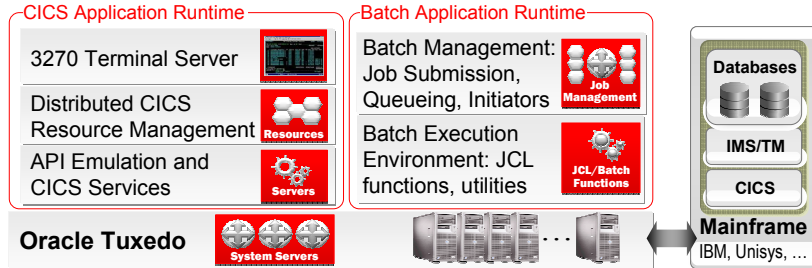 CICS Application Runtime
3270 Terminal Server
Distributed CICS
Resource Management
Resources
API Emulation and
CICS Services
Servers
Batch Application Runtime
Batch Management:
Job Submission,
Queueing, Initiators
Job
Management
Batch Execution
Environment: JCL
functions, utilities
JCL/Batch
Functions
Oracle Tuxedo
System Servers
...
Databases
IMS/TM
CICS
Mainframe
IBM, Unisys, ...